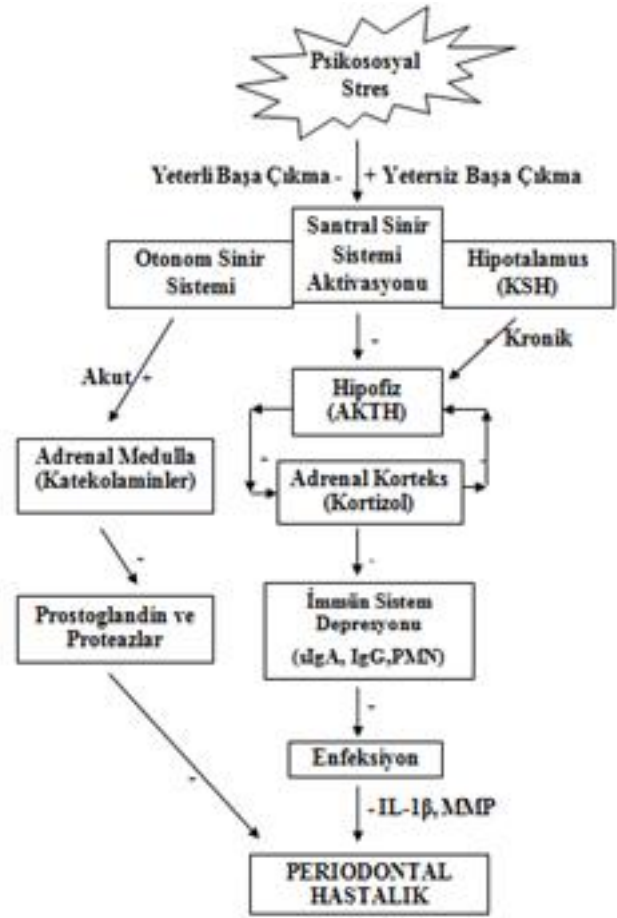 Psikososyal
Stres
Yeterli Başa Çıkma - + Yetersiz Başa Çıkma
Otonom Sinir
Sistemi
Santral Sinir
Sistemi
Aktivasyonu
Hipotalamus
(KSH)
Akut +
-
- Kronik
Hipofiz
(AKTH)
Adrenal Medulla
(Katekolaminler)
-
-
Adrenal Korteks
(Kortizol)
-
-
Prostoglandin ve
Proteazlar
İmmün Sistem
Depresyonu
(sIgA, IgG,PMN)
-
Enfeksiyon
-
- IL-1β, MMP
PERIODONTAL
HASTALIK